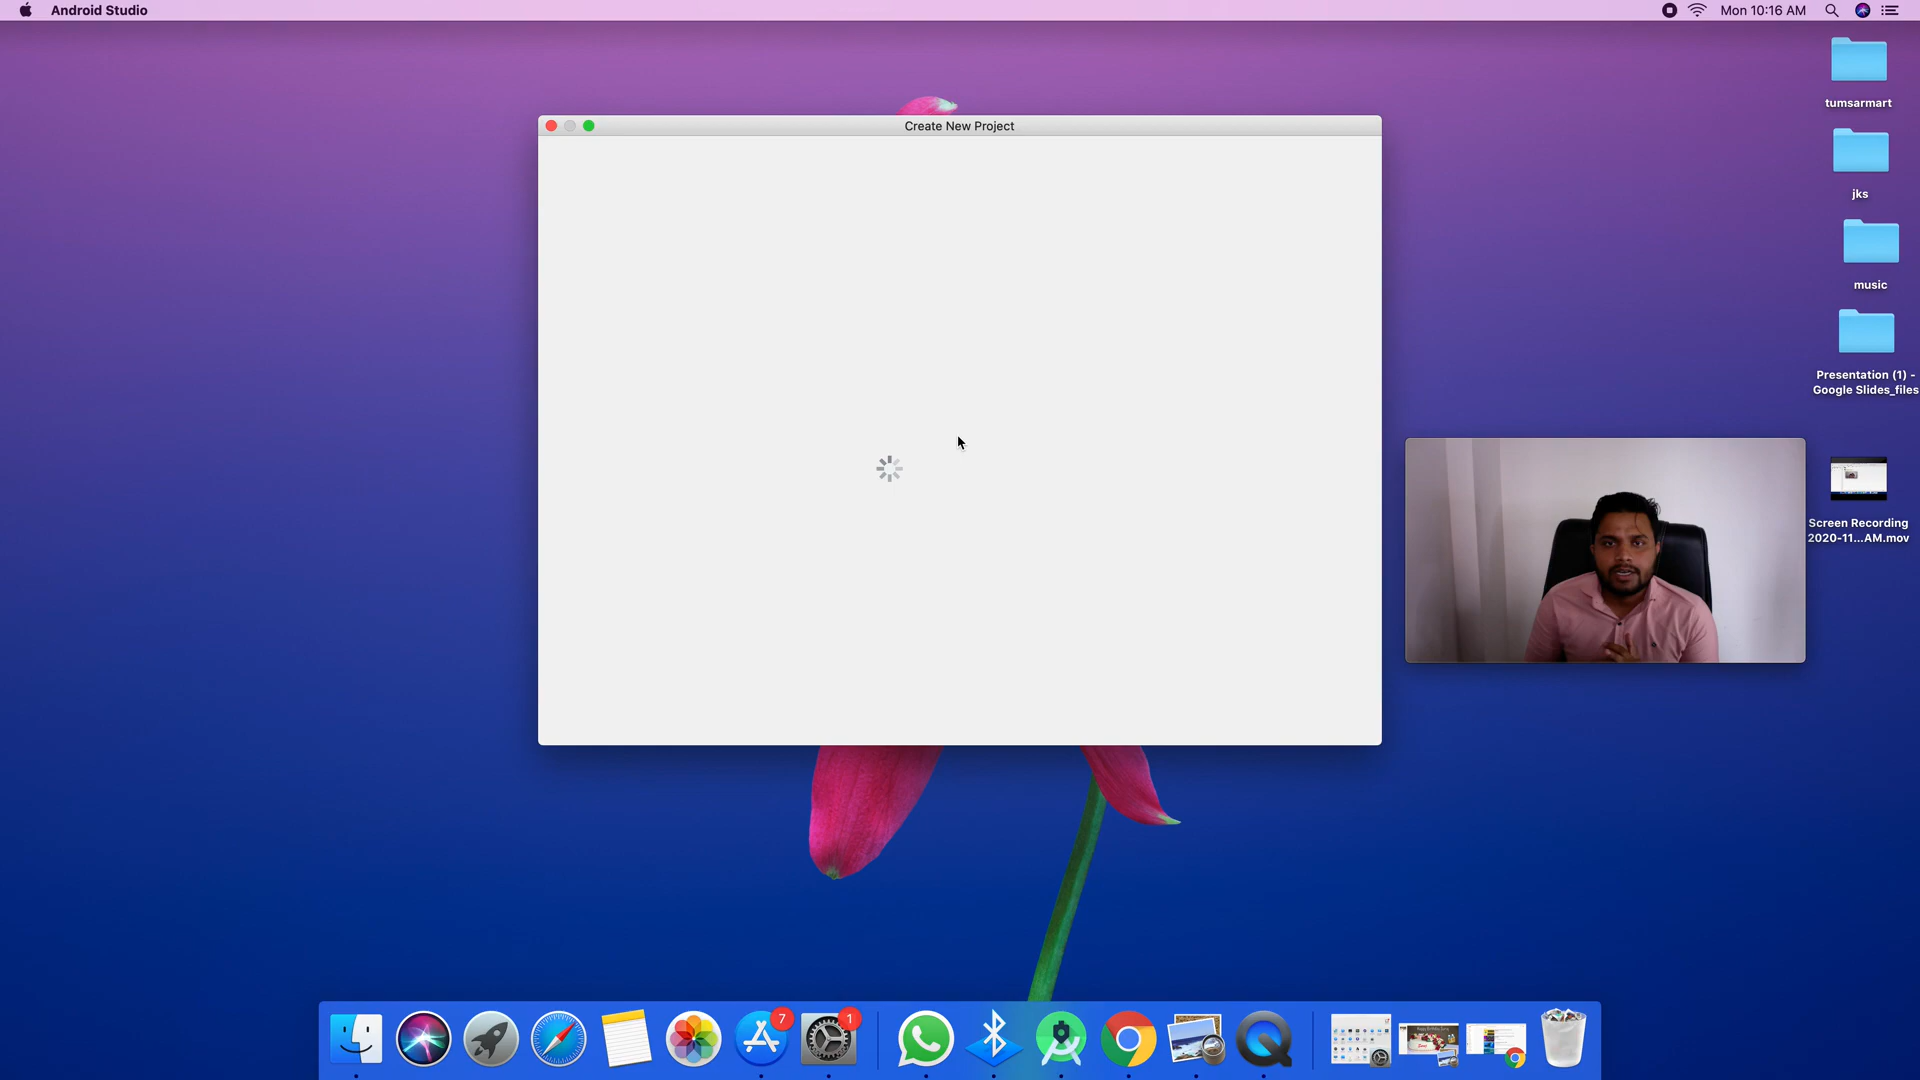 Android Studio
Mon 10:16 AM
tumsarmart
Create New Project
jks
music
Presentation (1) -
Google Slides_files
Screen Recording
2020-11...AM.mov
7
1